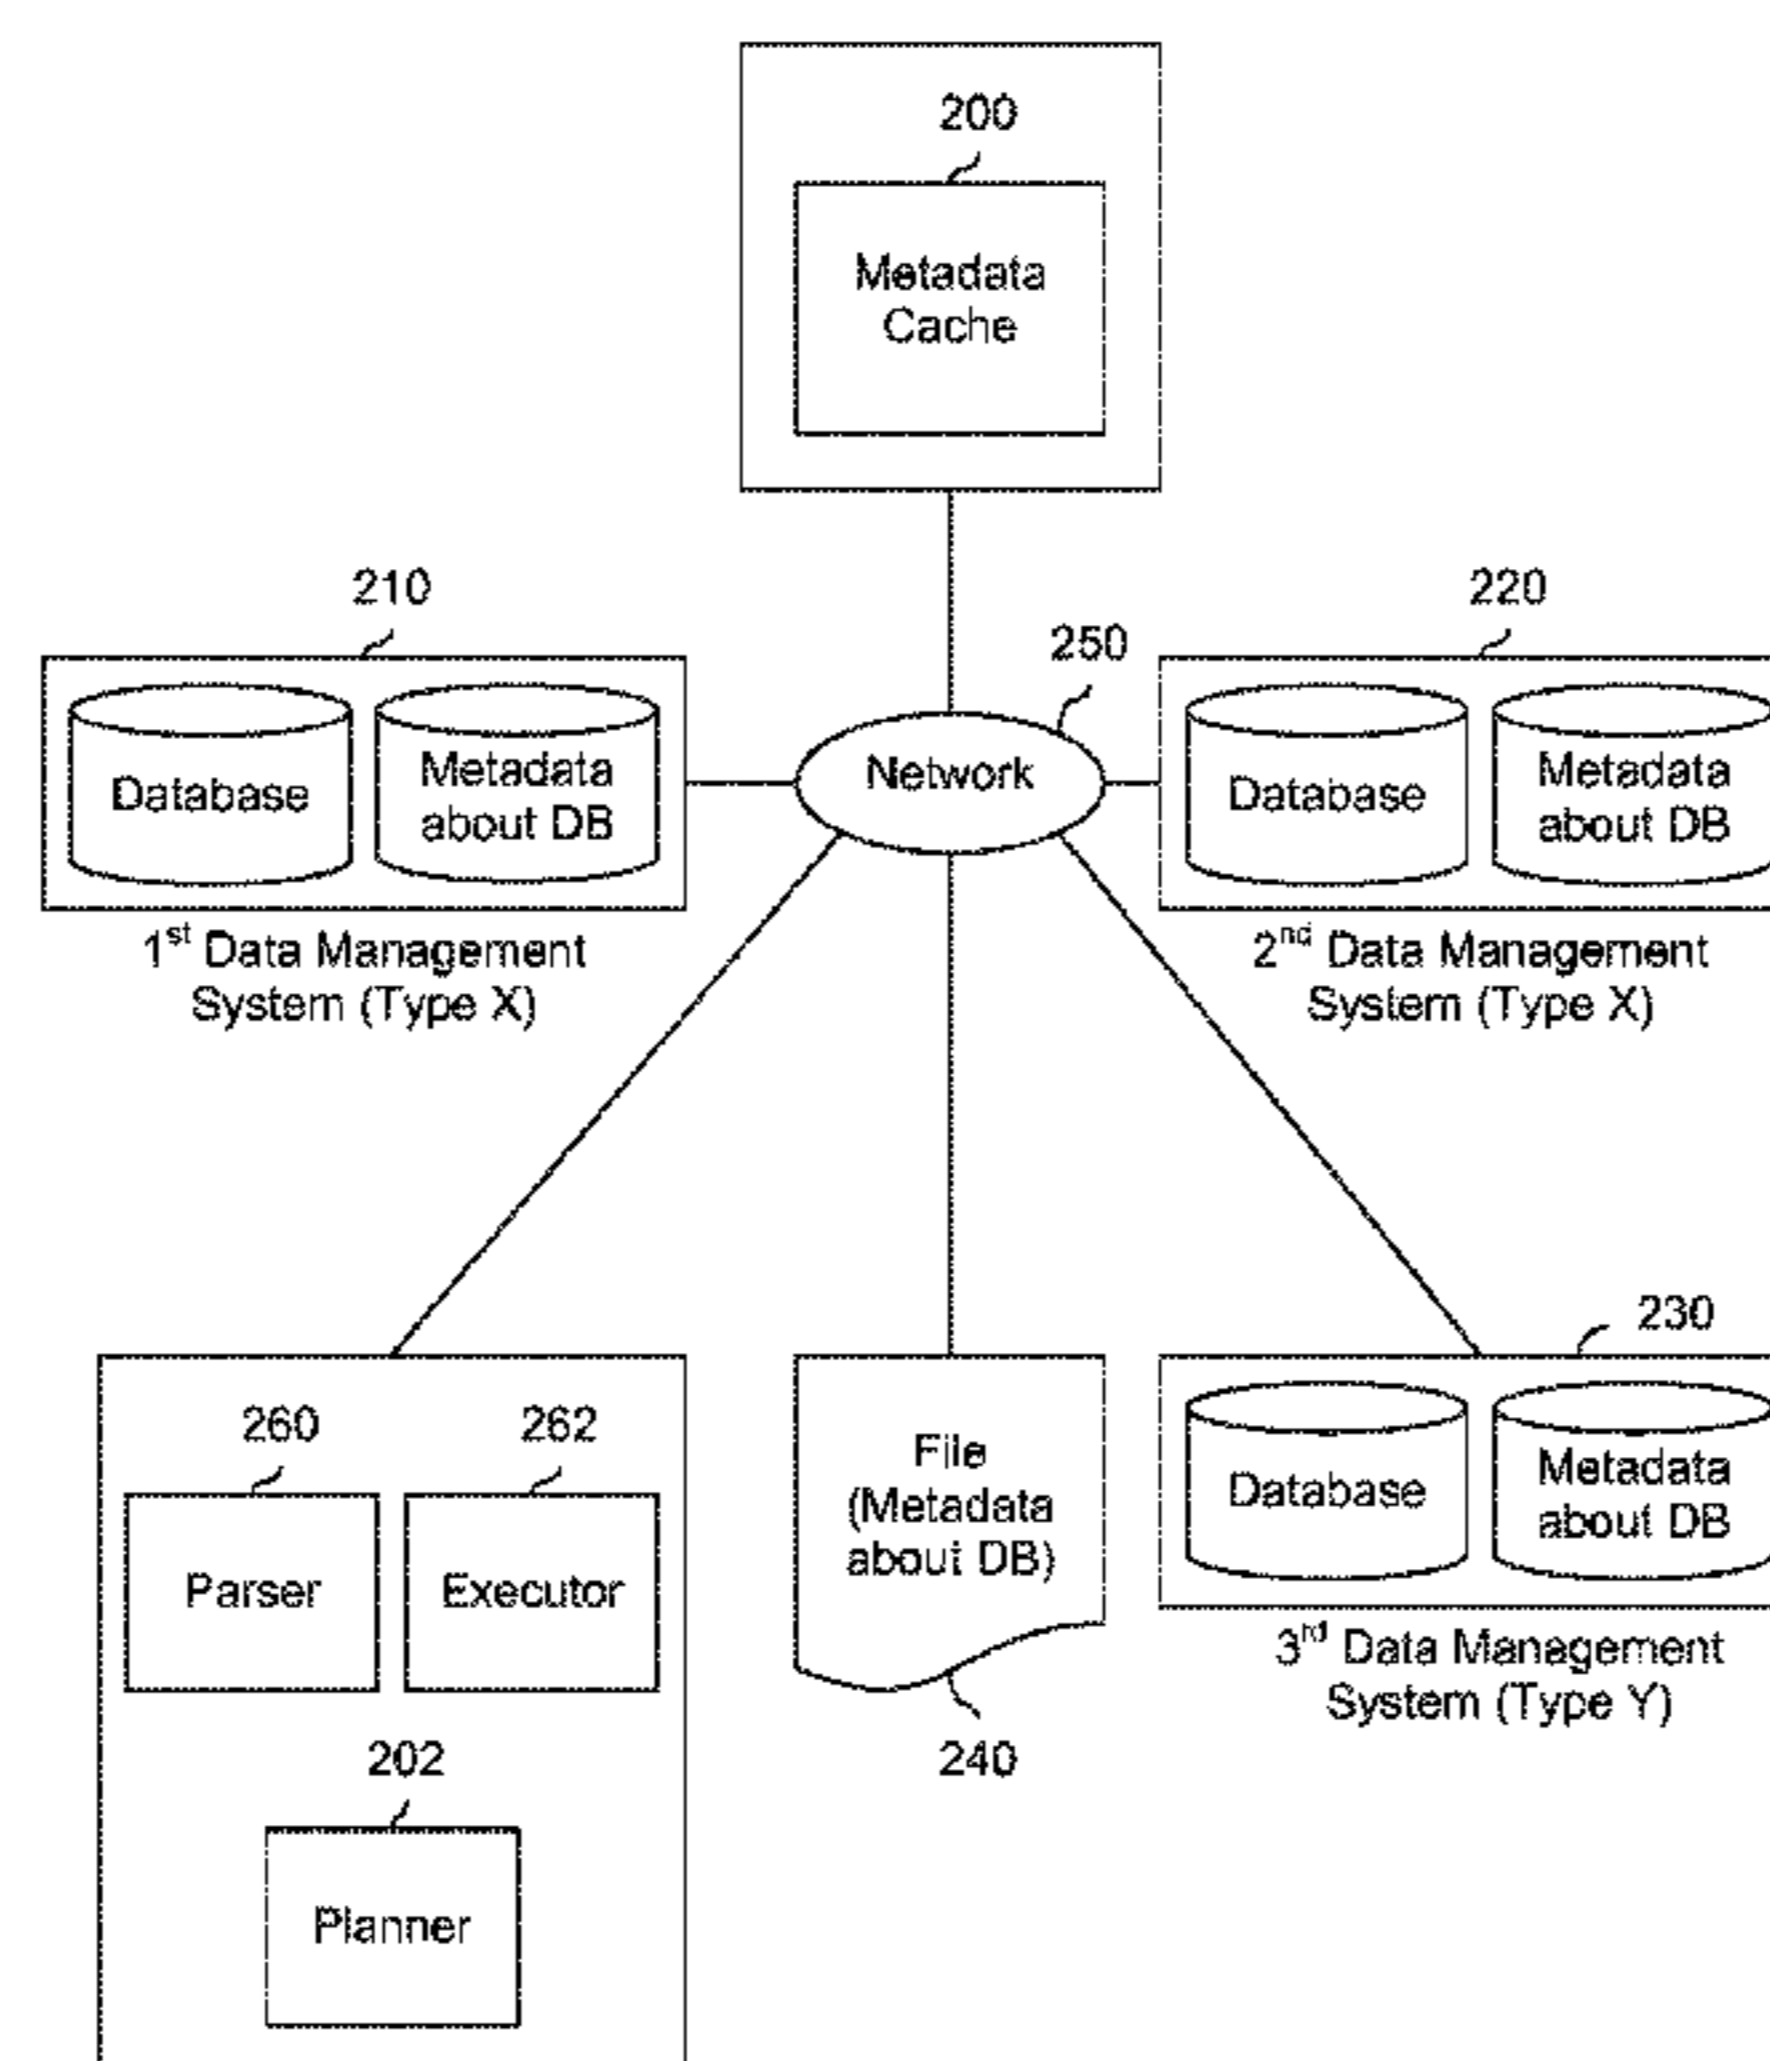 200
Metadata
Cache
210
220
250
Database
Metadata
about DB
Network
Database
Metadata
about DB
1st Data Management
System (Type X)
2nd Data Management
System (Type X)
230
260
262
Parser
Executor
File
(Metadata
about DB)
Database
Metadata
about DB
3rd Data Management
System (Type Y)
202
240
Planner